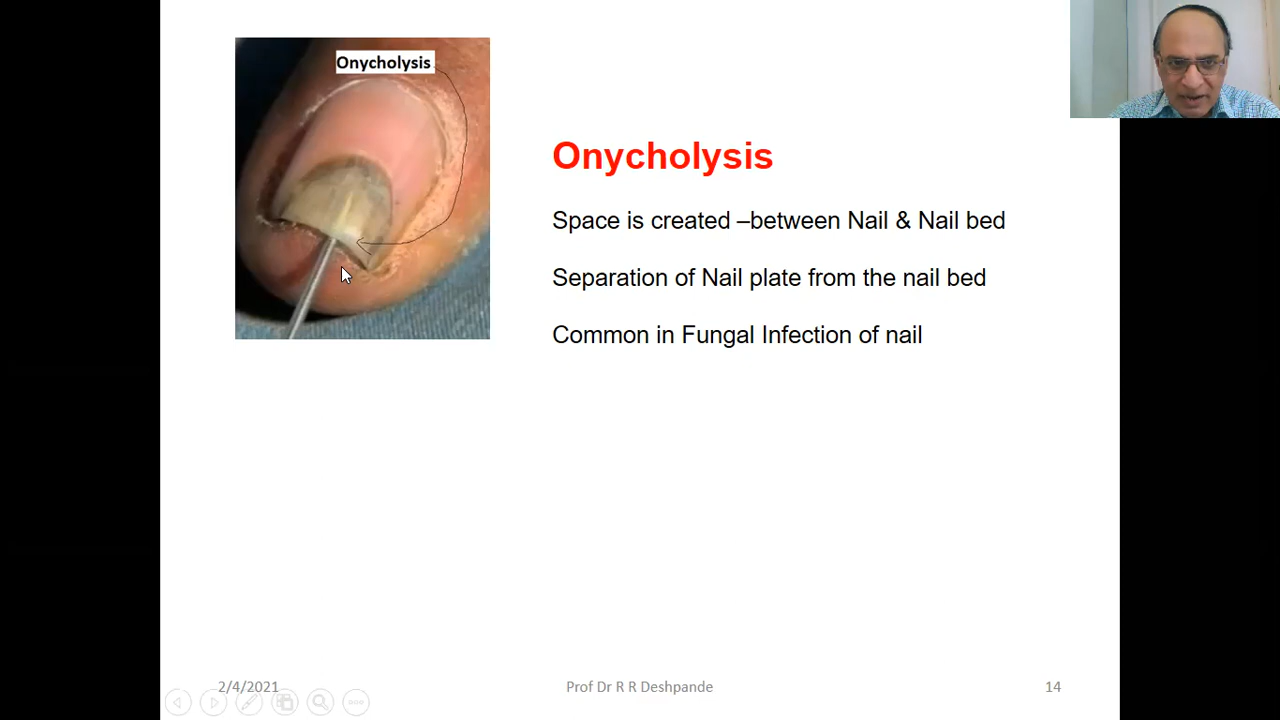 Onycholysis
Onycholysis
Space is created –between Nail & Nail bed
Separation of Nail plate from the nail bed
Common in Fungal Infection of nail
2/4/2021
Prof Dr R R Deshpande
14